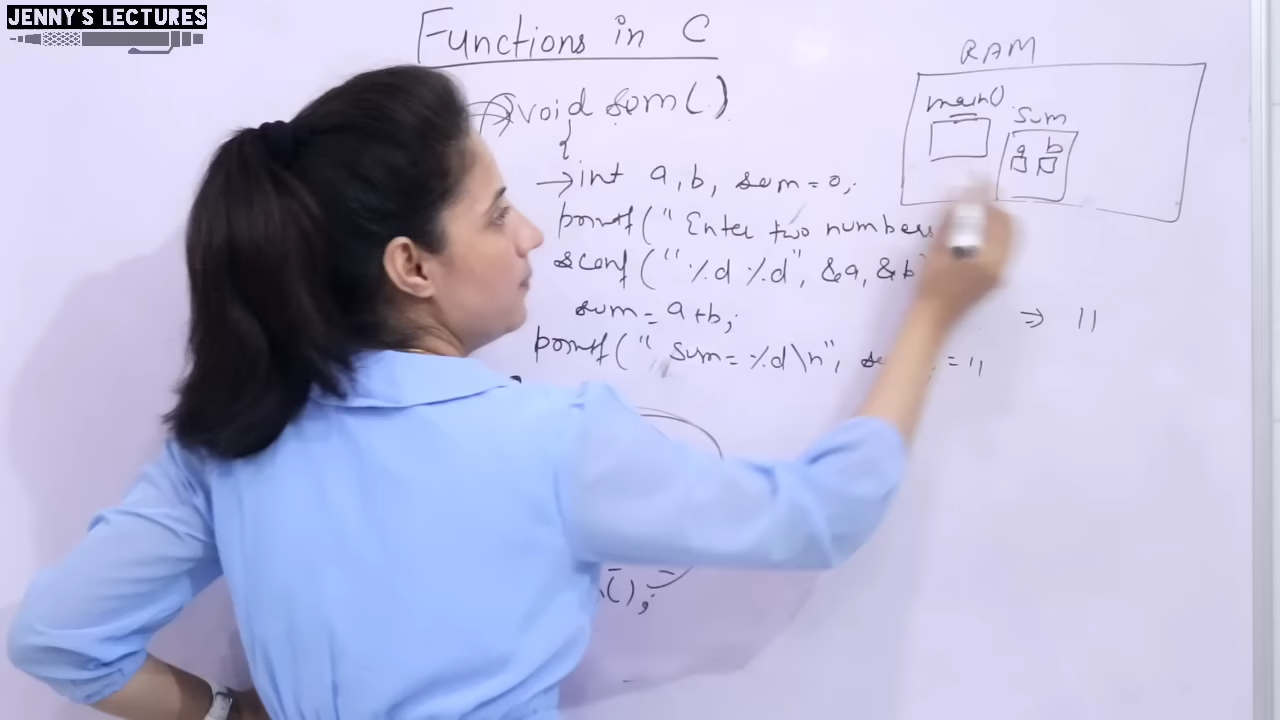 JENNY'S LECTURES
Functions in C
void sum()
{
int a, b, sum=0;
printf(" Enter two numbers
scanf (" %d %d", &a, &b)
sum = a+b;
printf(" Sum= %d\n", = 11
();
⇒ 11
RAM
main()
sum
a b